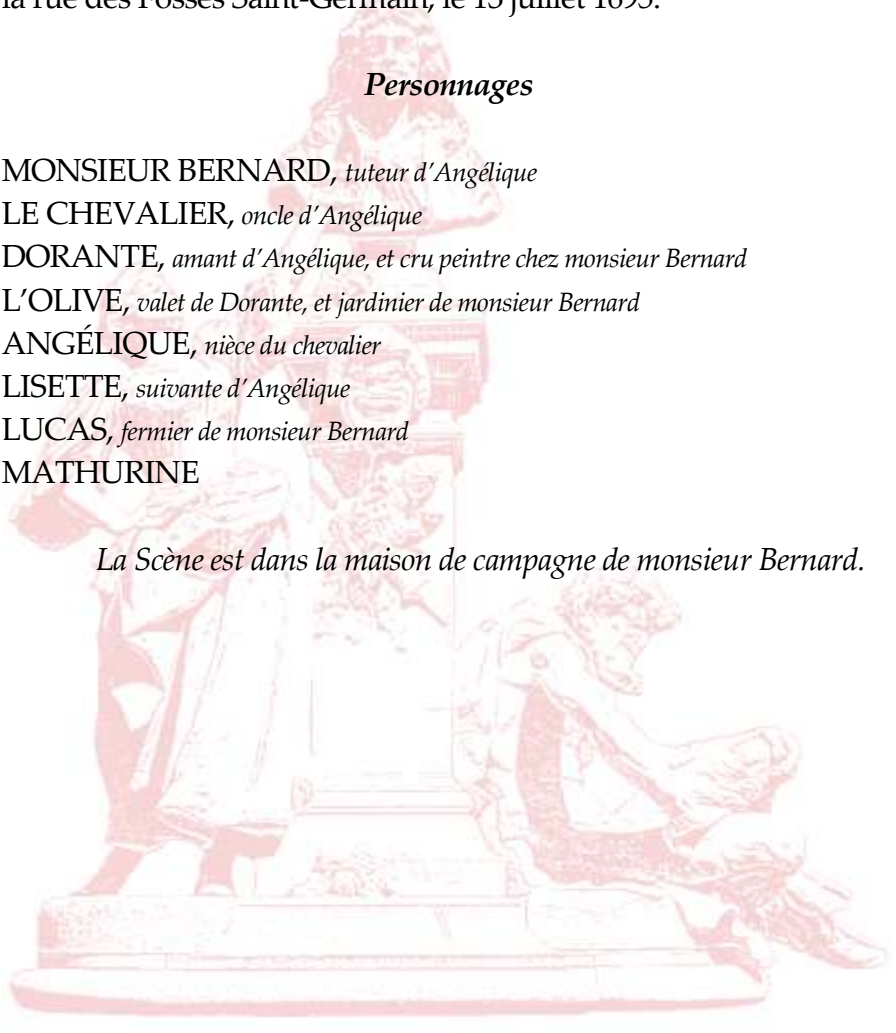 la rue des Fossés Saint-Germain, le 13 juillet 1695.
Personnages
MONSIEUR BERNARD, tuteur d’Angélique
LE CHEVALIER, oncle d’Angélique
DORANTE, amant d’Angélique, et cru peintre chez monsieur Bernard
L’OLIVE, valet de Dorante, et jardinier de monsieur Bernard
ANGÉLIQUE, nièce du chevalier
LISETTE, suivante d’Angélique
LUCAS, fermier de monsieur Bernard
MATHURINE
La Scène est dans la maison de campagne de monsieur Bernard.